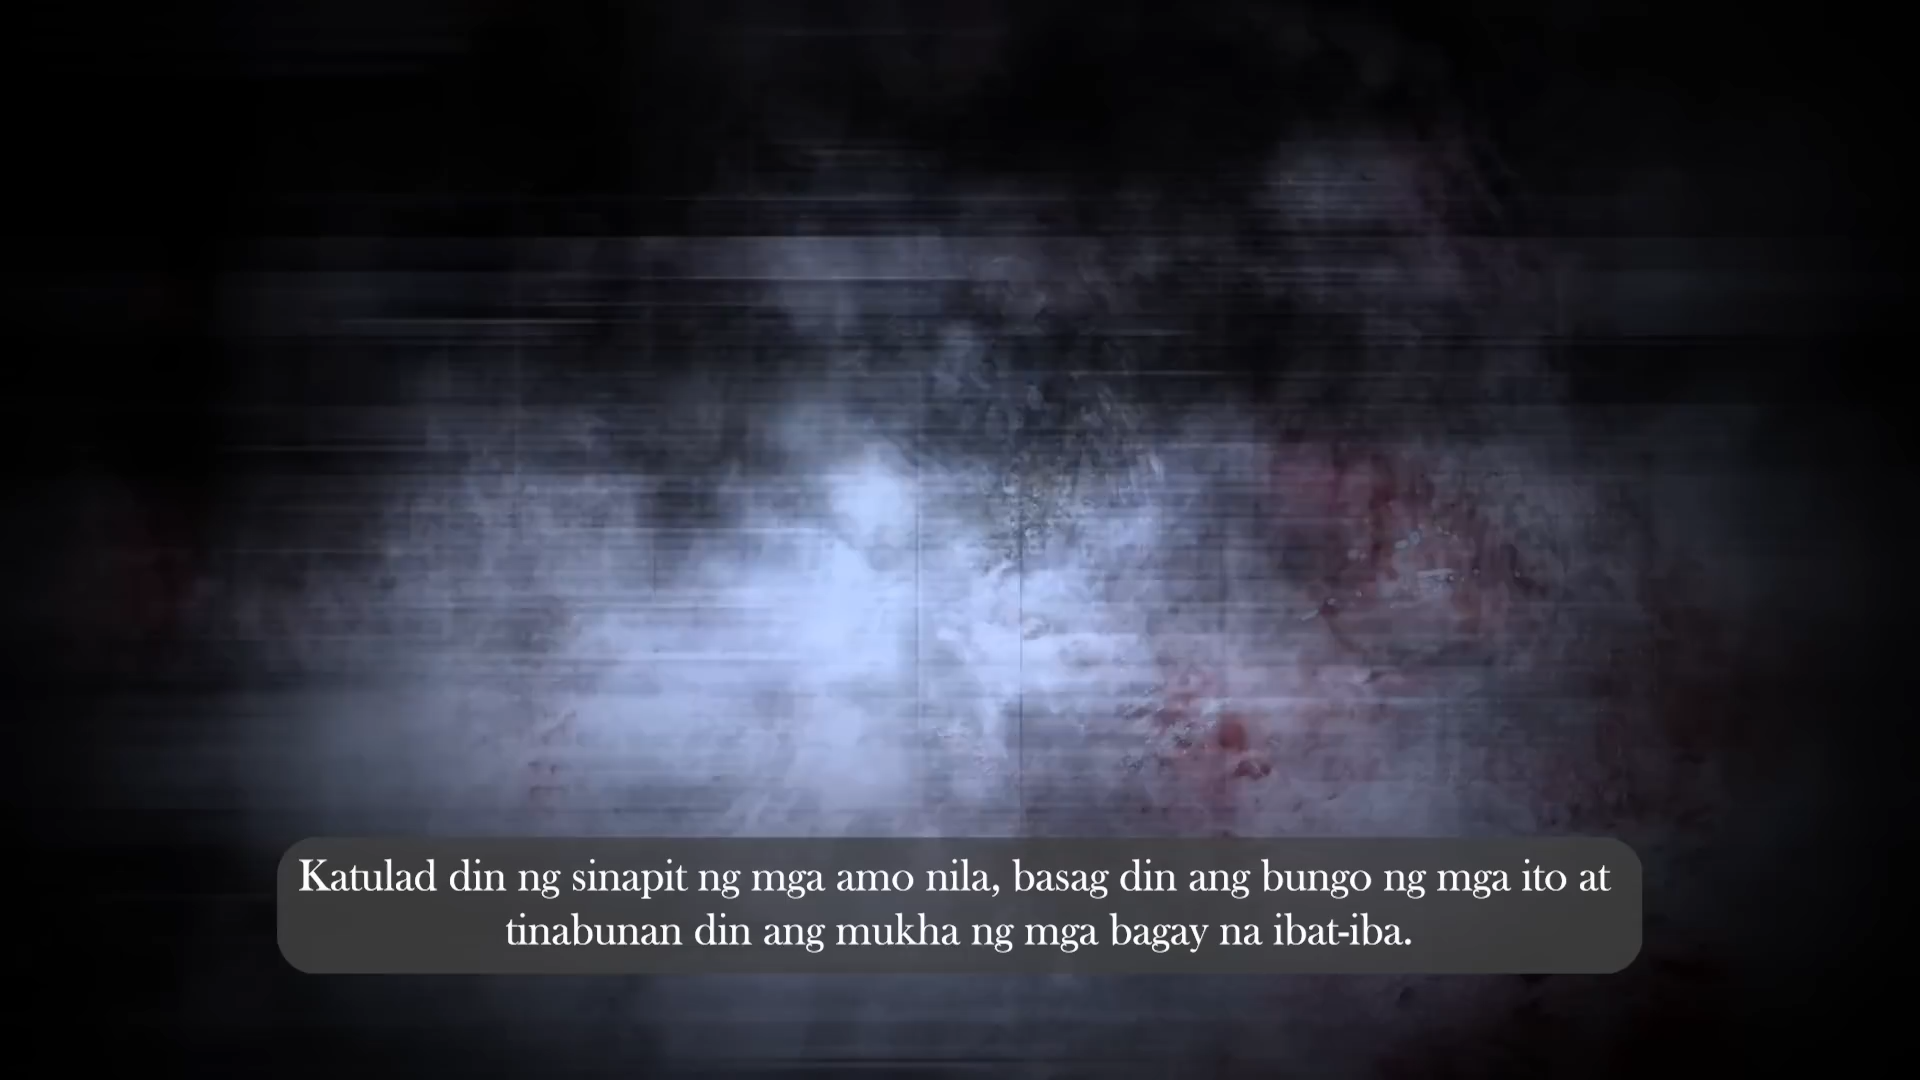 Katulad din ng sinapit ng mga amo nila, basag din ang bungo ng mga ito at
tinabunan din ang mukha ng mga bagay na ibat-iba.